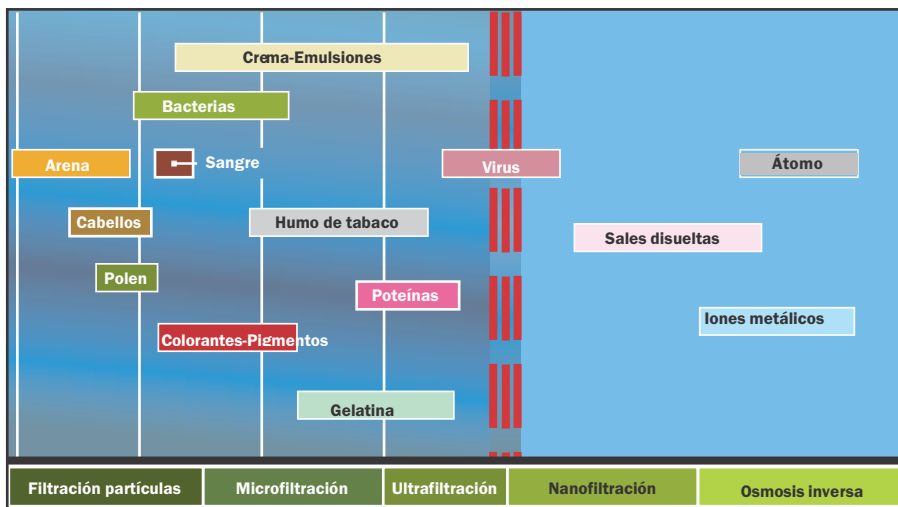 Crema-Emulsiones
Bacterias
Arena
Sangre
Virus
Átomo
Cabellos
Humo de tabaco
Sales disueltas
Polen
Poteínas
Iones metálicos
Colorantes-Pigmentos
Gelatina
Filtración partículas
Microfiltración
Ultrafiltración
Nanofiltración
Osmosis inversa